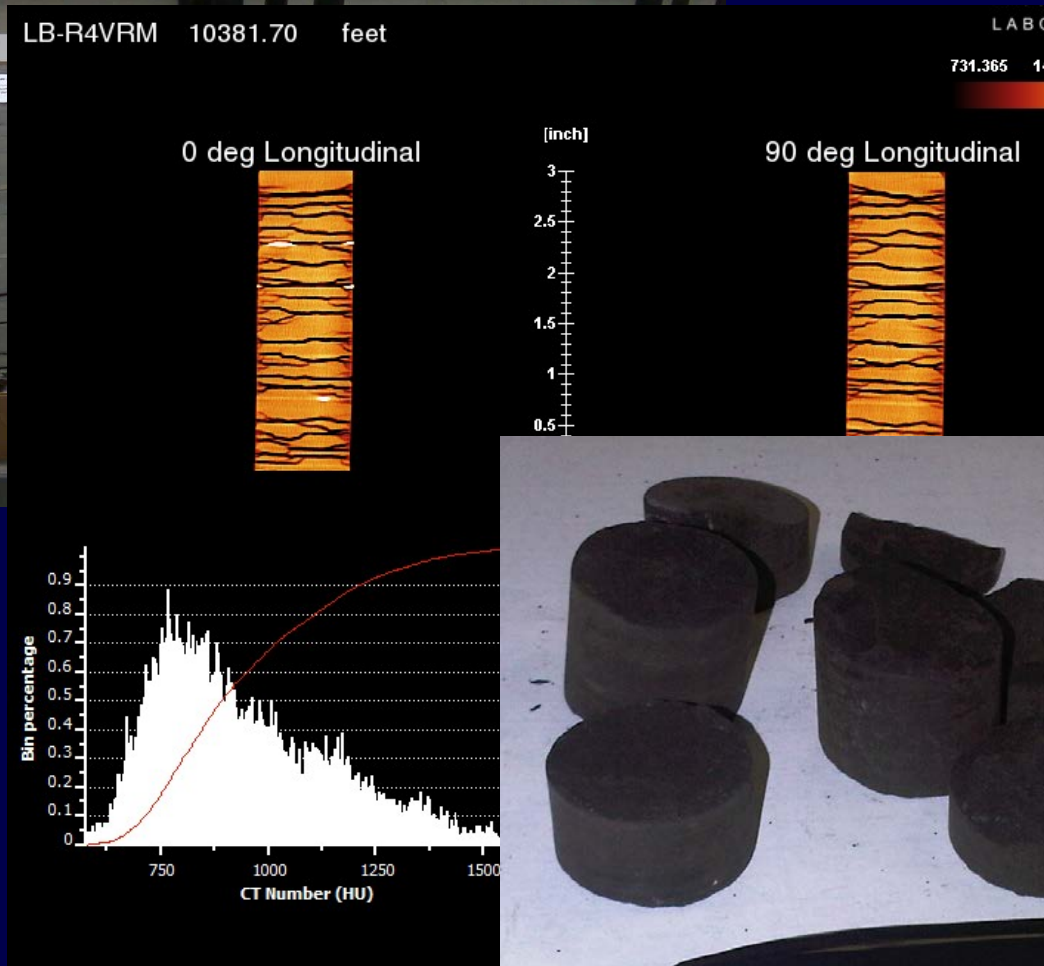 LB-R4VRM 10381.70 feet
731.365
0 deg Longitudinal
[inch]
90 deg Longitudinal
3
2.5
2
1.5
1
0.5
0.9
0.8
0.7
0.6
0.5
0.4
0.3
0.2
0.1
0
Bin percentage
750 1000 1250 1500
CT Number (HU)